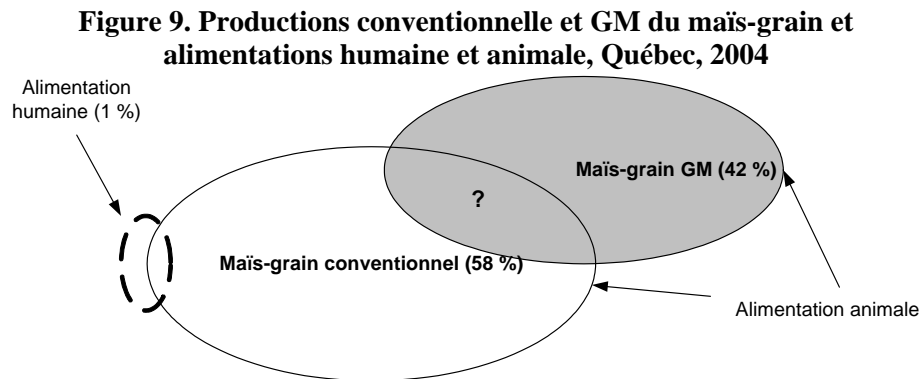 Figure 9. Productions conventionnelle et GM du maïs-grain et
alimentations humaine et animale, Québec, 2004
Alimentation
humaine (1 %)
Maïs-grain GM (42 %)
?
Maïs-grain conventionnel (58 %)
Alimentation animale